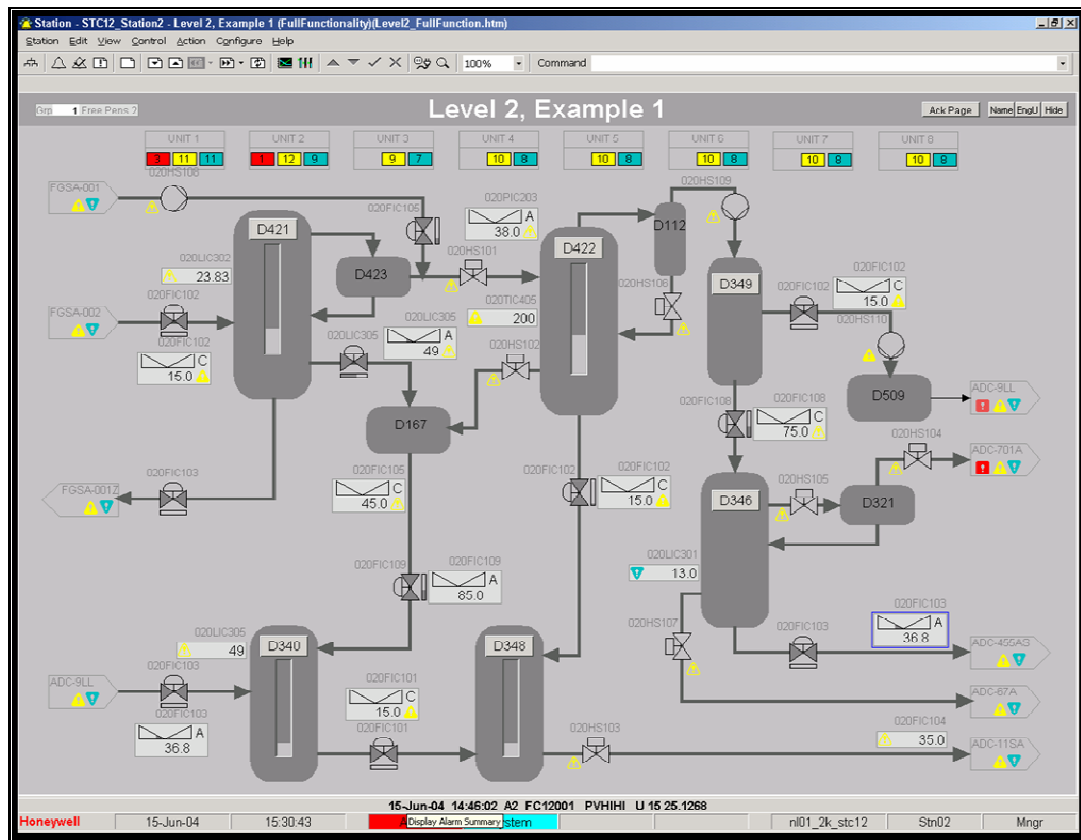 Station - STC12_Station2 - Level 2, Example 1 (FullFunctionality)(Level2_FullFunction.htm)
Station Edit View Control Action Configure Help
100% Command
Grp 1 Free Pens 7
Level 2, Example 1
Ack Page Name EngU Hide
UNIT 1 UNIT 2 UNIT 3 UNIT 4 UNIT 5 UNIT 6 UNIT 7 UNIT 8
3 11 11 1 12 9 9 7 10 8 10 8 10 8 10 8 10 8
020HS108
020HS109
FGSA-001
020PIC203
A
38.0
020FIC105
D421
D112
D422
020HS101
020LIC302
23.83
D423
020FIC102
020FIC102
C
15.0
020HS106
D349
020HS110
020FIC102
020TIC405
200
FGSA-002
020LIC305
A
49
020LIC305
020HS102
020FIC102
C
15.0
D509
ADC-9LL
020FIC108
020FIC108
C
75.0
D167
020HS104
ADC-701A
020FIC103
FGSA-001Z
020FIC105
C
45.0
020FIC102
020FIC102
C
15.0
020HS105
D346
D321
020FIC109
020FIC109
A
85.0
020LIC301
13.0
020FIC103
A
36.8
020HS107
020FIC103
020LIC305
49
D340
D348
ADC-455AS
020FIC103
ADC-9LL
020FIC101
C
15.0
ADC-67A
020FIC103
A
36.8
020FIC101
020HS103
020FIC104
35.0
ADC-11SA
15-Jun-04 14:46:02 A2 FC12001 PVHIHI U 15 25.1268
Honeywell 15-Jun-04 15:30:43 Display Alarm Summary nl01_2k_stc12 Stn02 Mngr